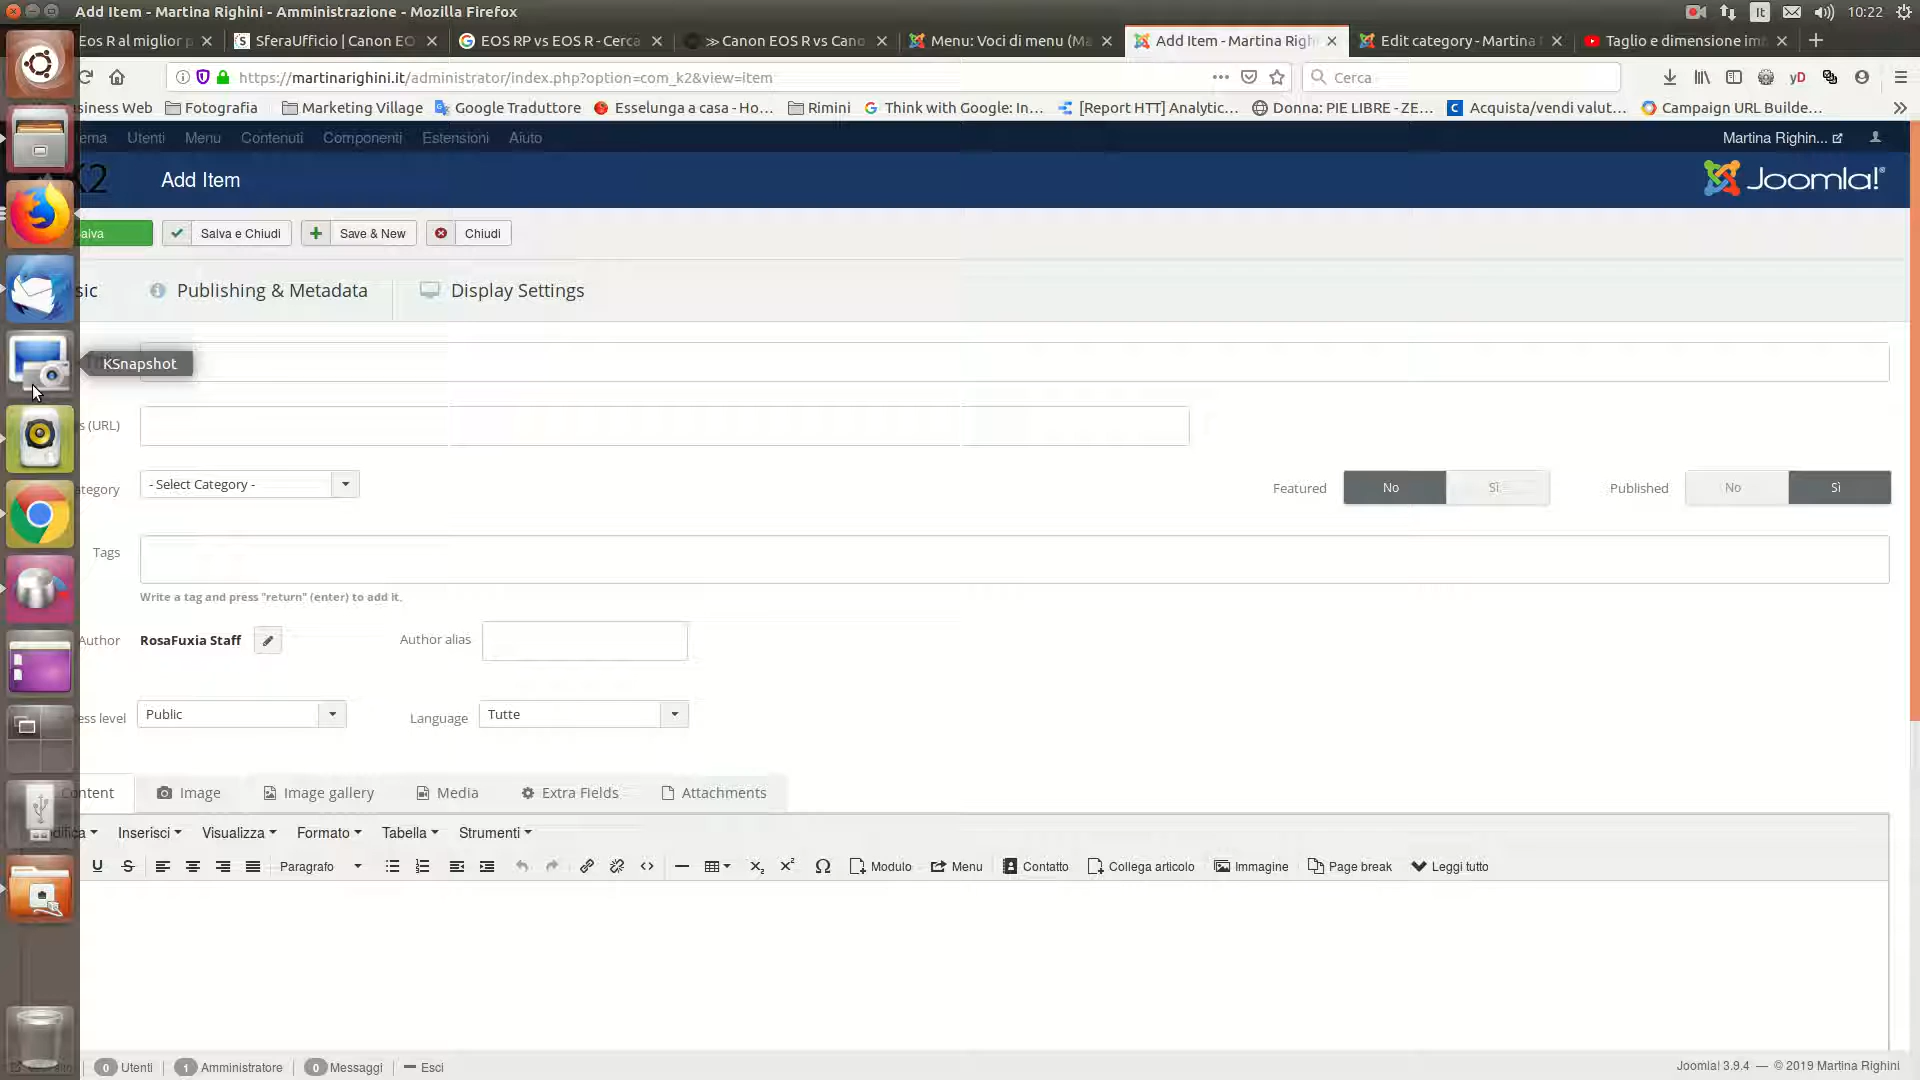 Add Item - Martina Righini - Amministrazione - Mozilla Firefox
It
10:22
Eos R al miglior p
SferaUfficio | Canon EO
EOS RP vs EOS R - Cerca
≫ Canon EOS R vs Cano
Menu: Voci di menu (Ma
Add Item - Martina Righi
Edit category - Martina
Taglio e dimensione im
https://martinarighini.it/administrator/index.php?option=com_k2&view=item
Cerca
yD
siness Web
Fotografia
Marketing Village
Google Traduttore
Esselunga a casa - Ho...
Rimini
Think with Google: In...
[Report HTT] Analytic...
Donna: PIE LIBRE - ZE...
Acquista/vendi valut...
Campaign URL Builde...
ema
Utenti
Menu
Contenuti
Componenti
Estensioni
Aiuto
Martina Righin...
K2
Add Item
Joomla!
alva
Salva e Chiudi
Save & New
Chiudi
sic
Publishing & Metadata
Display Settings
KSnapshot
s (URL)
tegory
- Select Category -
Featured
No
Sì
Published
No
Sì
Tags
Write a tag and press "return" (enter) to add it.
Author
RosaFuxia Staff
Author alias
ess level
Public
Language
Tutte
Content
Image
Image gallery
Media
Extra Fields
Attachments
difica
Inserisci
Visualizza
Formato
Tabella
Strumenti
Paragrafo
Modulo
Menu
Contatto
Collega articolo
Immagine
Page break
Leggi tutto
0 Utenti
1 Amministratore
0 Messaggi
Esci
Joomla! 3.9.4 — © 2019 Martina Righini